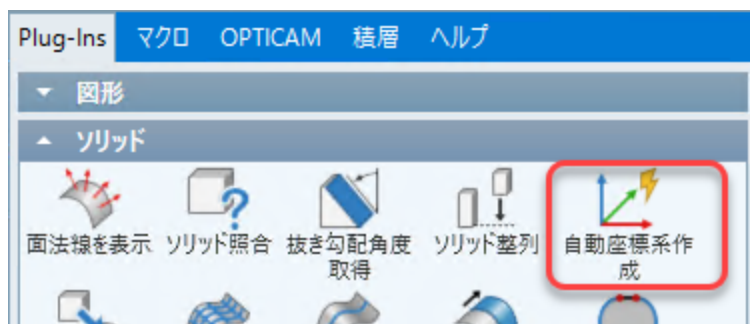 Plug-Ins マクロ OPTICAM 積層 ヘルプ
図形
ソリッド
面法線を表示 ソリッド照合 抜き勾配角度 ソリッド整列 自動座標系作
取得 成